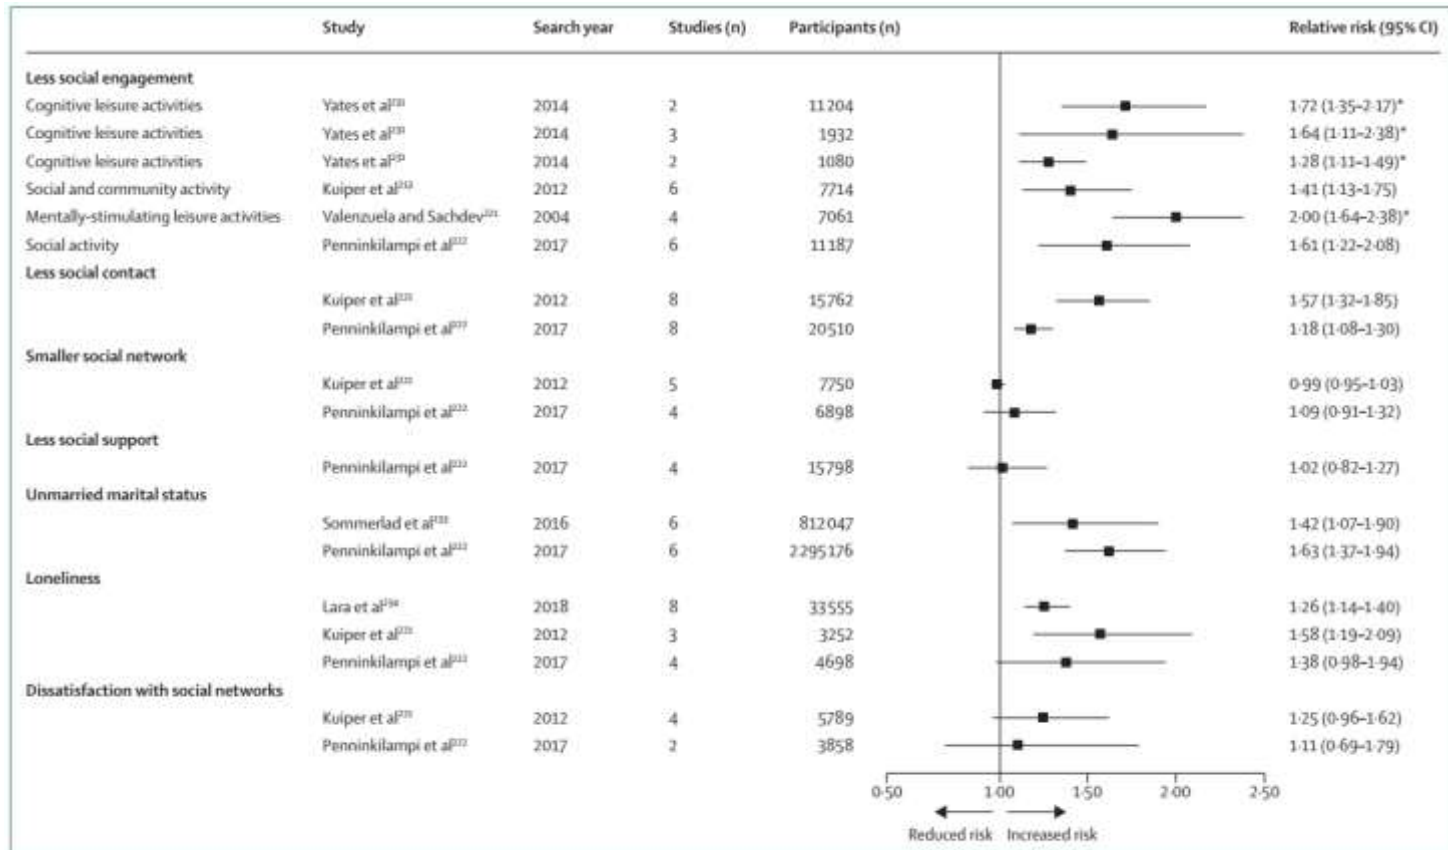 Study Search year Studies (n) Participants (n) Relative risk (95% CI)
Less social engagement
Cognitive leisure activities Yates et al 2014 2 11204 1·72 (1·35–2·17)*
Cognitive leisure activities Yates et al 2014 3 1932 1·64 (1·11–2·38)*
Cognitive leisure activities Yates et al 2014 2 1080 1·28 (1·11–1·49)*
Social and community activity Kuiper et al 2012 6 7714 1·41 (1·13–1·75)
Mentally-stimulating leisure activities Valenzuela and Sachdev 2004 4 7061 2·00 (1·64–2·38)*
Social activity Penninkilampi et al 2017 6 11187 1·61 (1·22–2·08)
Less social contact
Kuiper et al 2012 8 15762 1·57 (1·32–1·85)
Penninkilampi et al 2017 8 20510 1·18 (1·08–1·30)
Smaller social network
Kuiper et al 2012 5 7750 0·99 (0·95–1·03)
Penninkilampi et al 2017 4 6898 1·09 (0·91–1·32)
Less social support
Penninkilampi et al 2017 4 15798 1·02 (0·82–1·27)
Unmarried marital status
Sommerlad et al 2016 6 812047 1·42 (1·07–1·90)
Penninkilampi et al 2017 6 2295176 1·63 (1·37–1·94)
Loneliness
Lara et al 2018 8 33555 1·26 (1·14–1·40)
Kuiper et al 2012 3 3252 1·58 (1·19–2·09)
Penninkilampi et al 2017 4 4698 1·38 (0·98–1·94)
Dissatisfaction with social networks
Kuiper et al 2012 4 5789 1·25 (0·96–1·62)
Penninkilampi et al 2017 2 3858 1·11 (0·69–1·79)
0·50 1·00 1·50 2·00 2·50
Reduced risk Increased risk